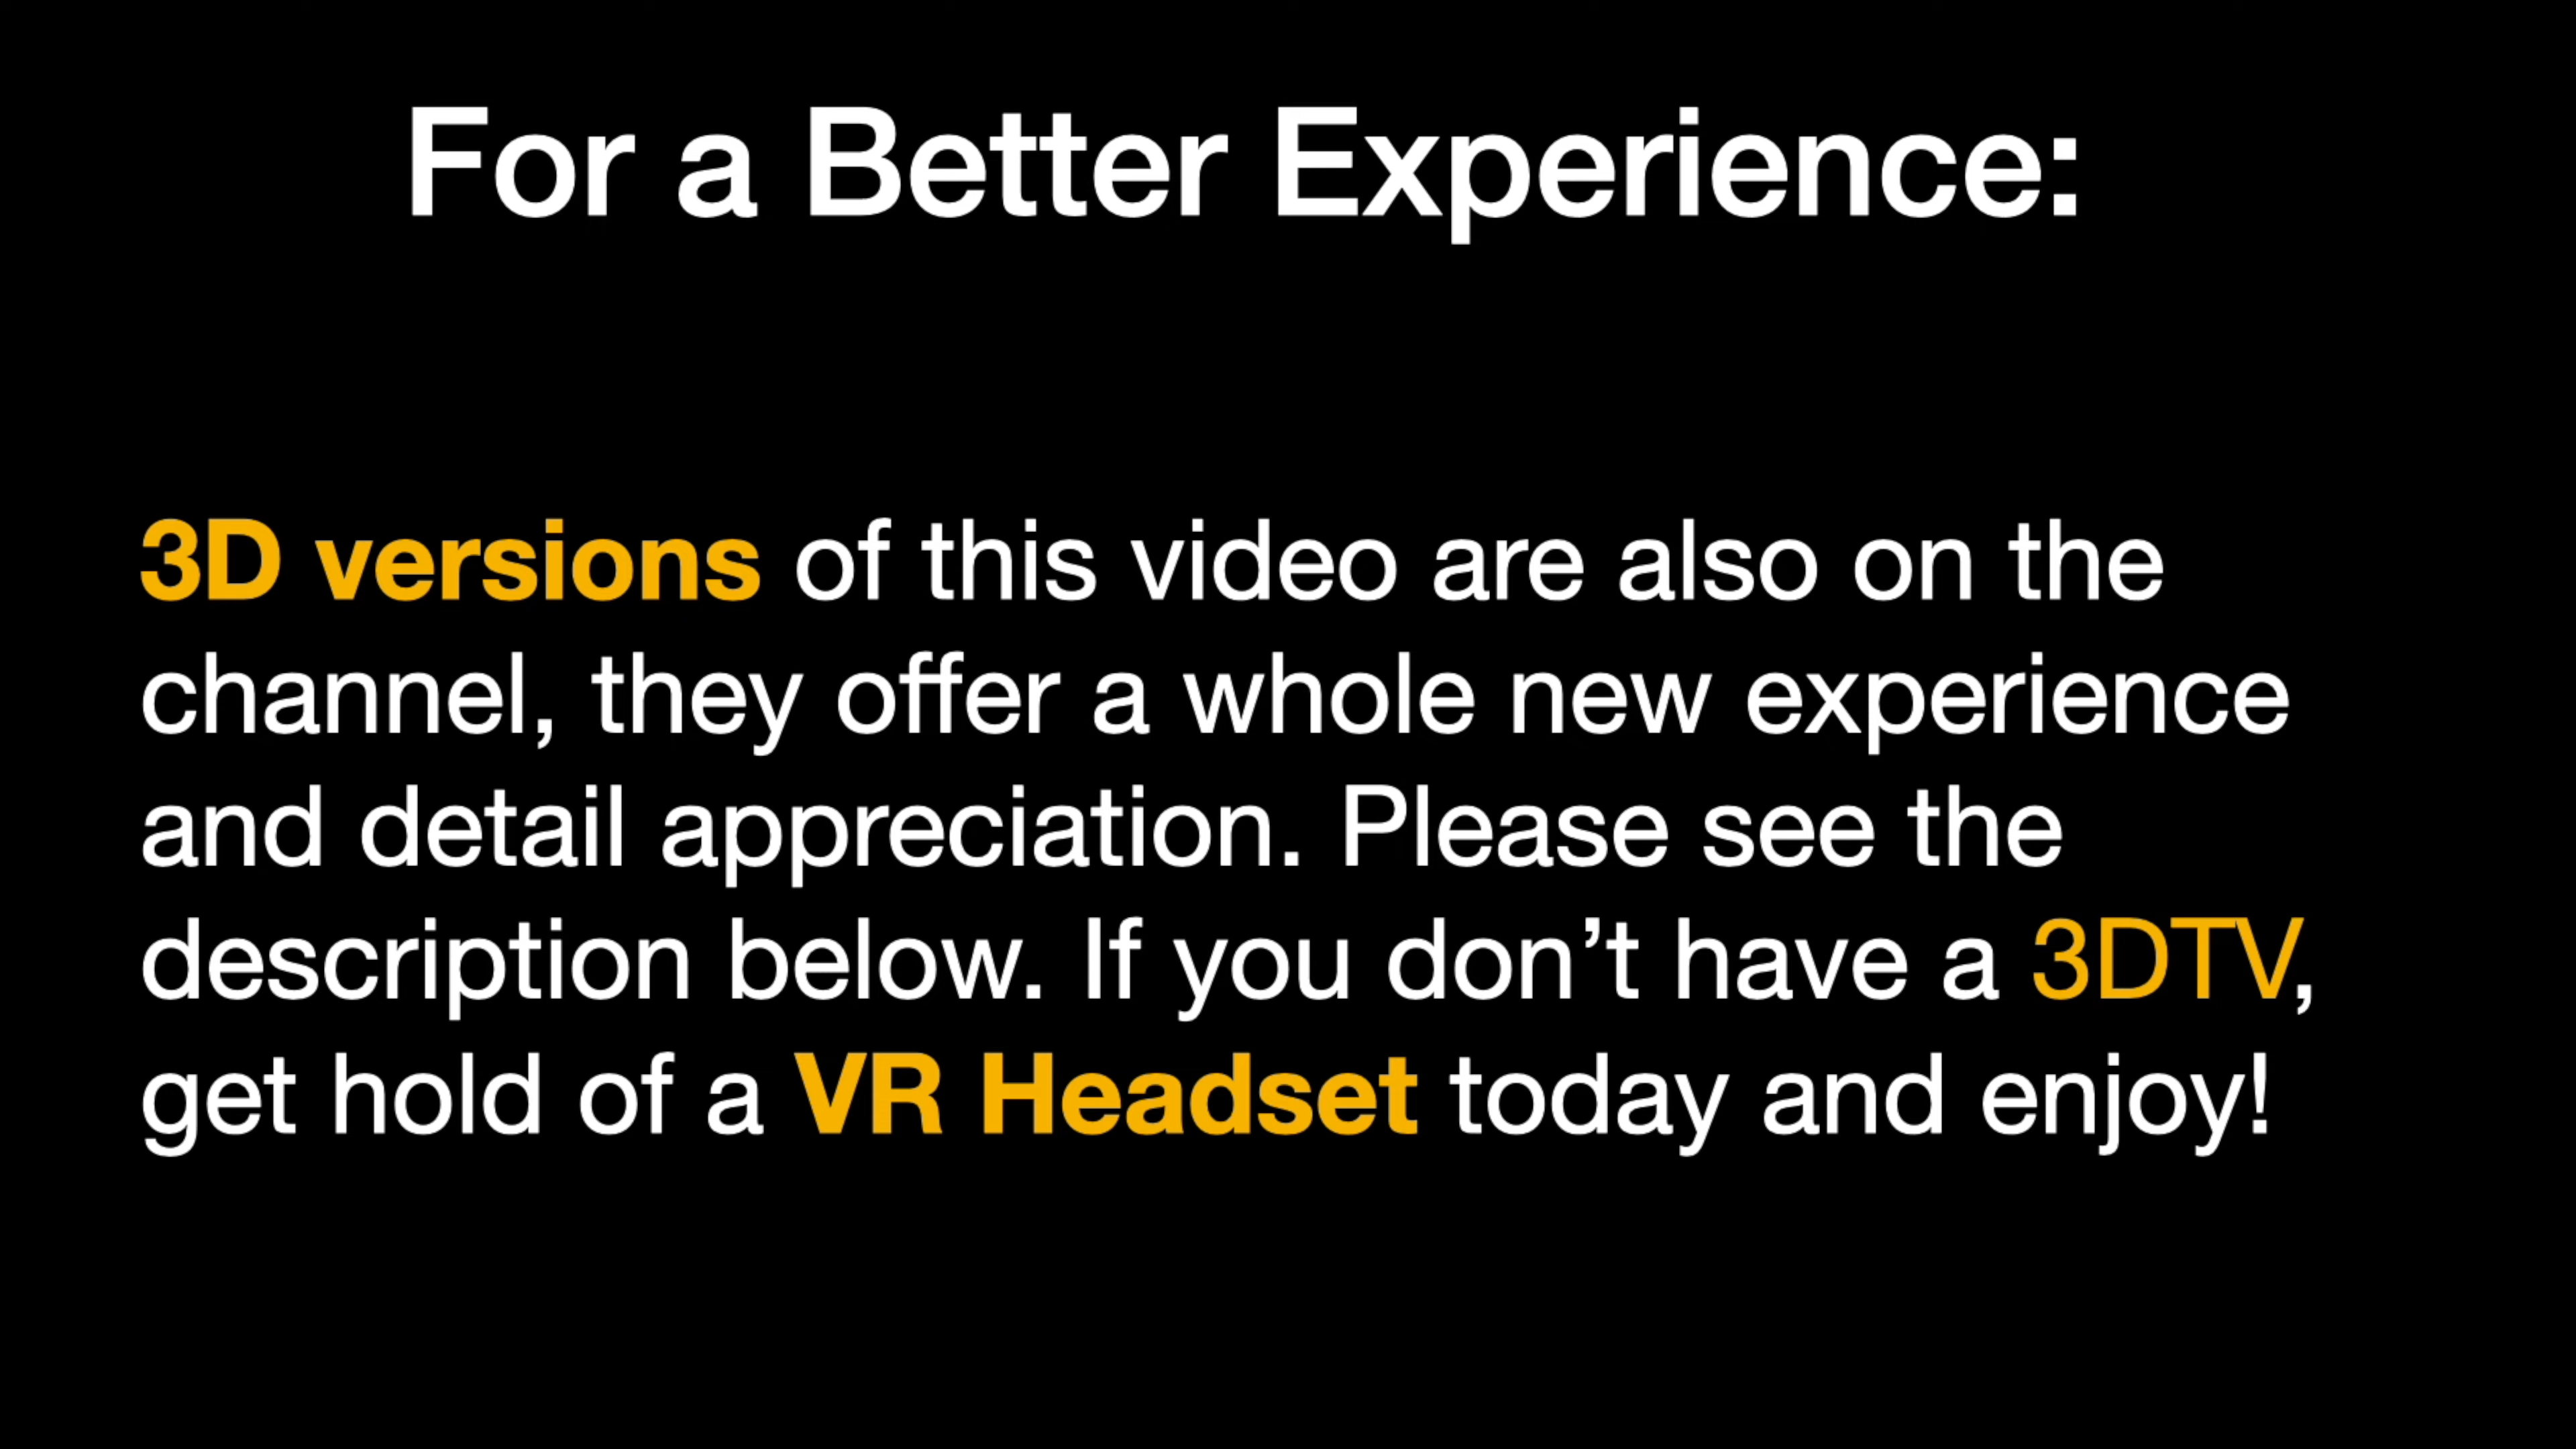 For a Better Experience:
3D versions of this video are also on the
channel, they offer a whole new experience
and detail appreciation. Please see the
description below. If you don’t have a 3DTV,
get hold of a VR Headset today and enjoy!